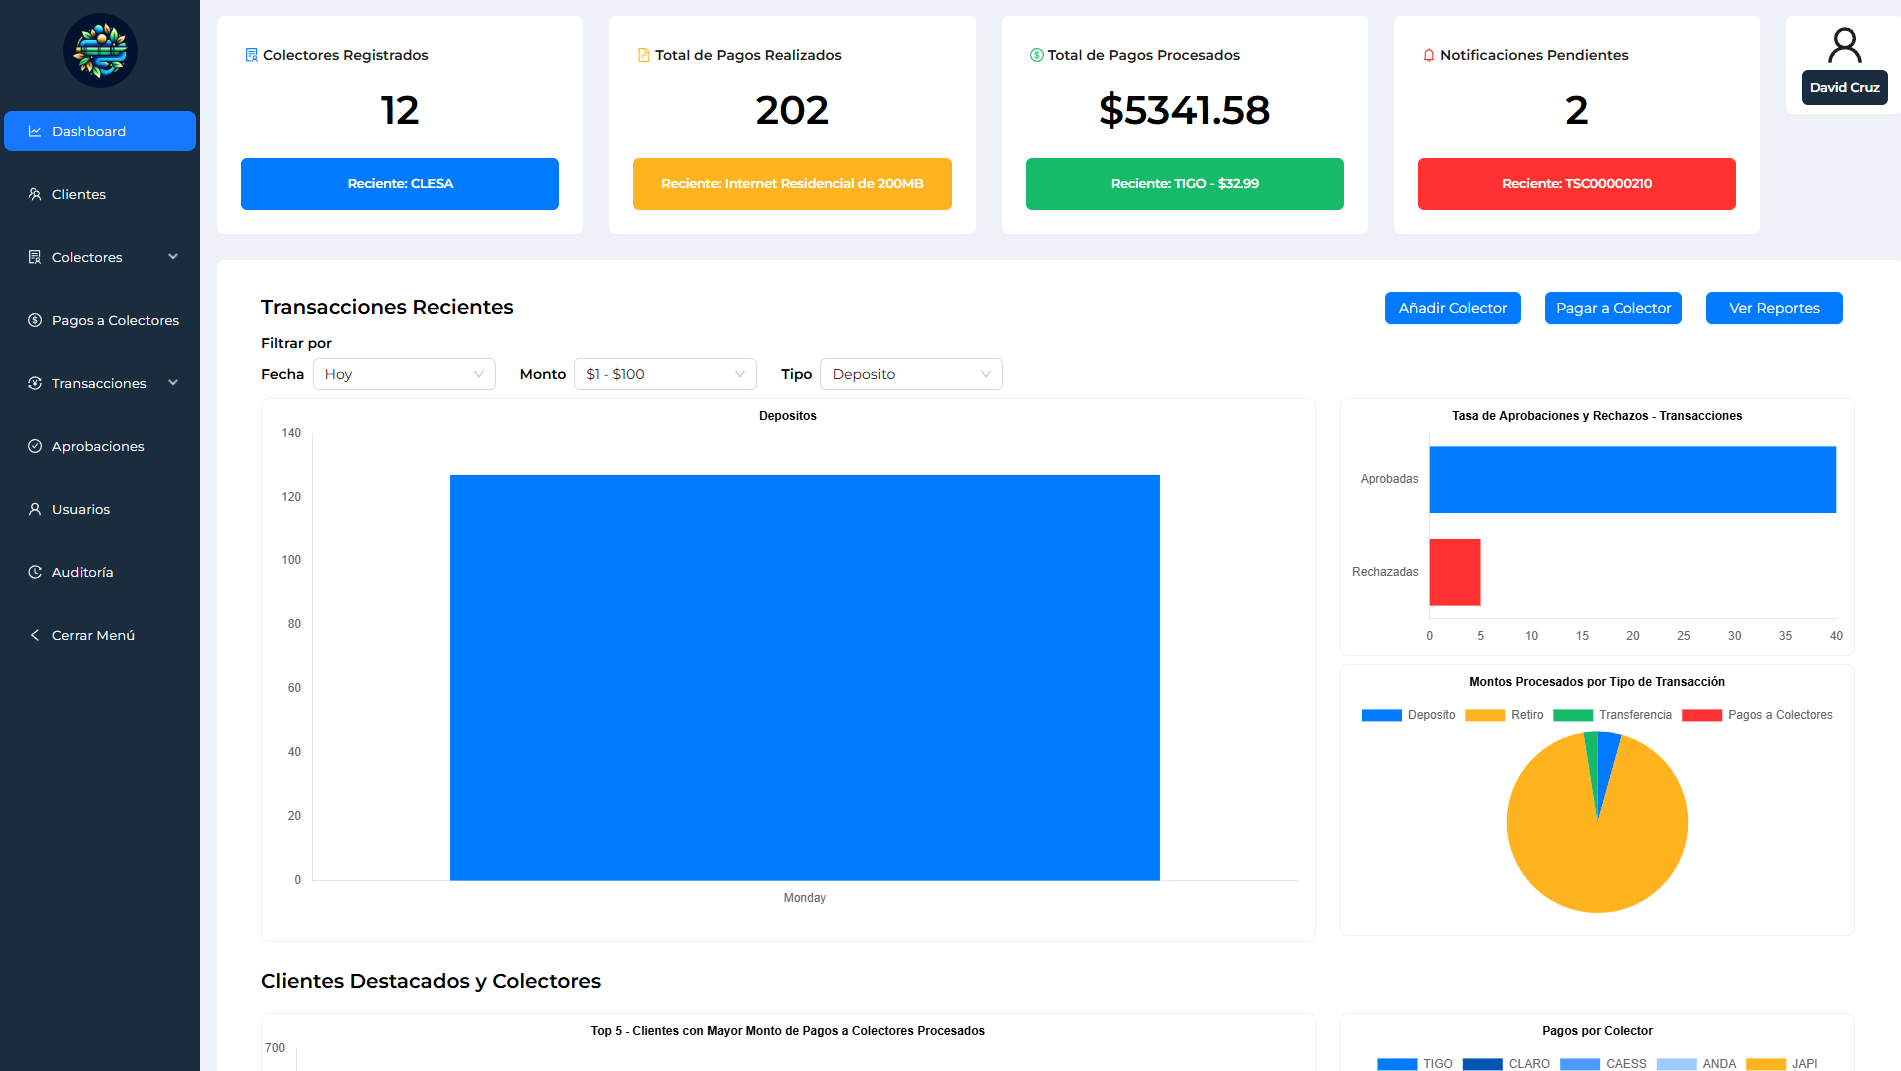 Dashboard
Clientes
Colectores
Pagos a Colectores
Transacciones
Aprobaciones
Usuarios
Auditoría
Cerrar Menú
Colectores Registrados
12
Reciente: CLESA
Total de Pagos Realizados
202
Reciente: Internet Residencial de 200MB
Total de Pagos Procesados
$5341.58
Reciente: TIGO - $32.99
Notificaciones Pendientes
2
Reciente: TSC00000210
David Cruz
Transacciones Recientes
Añadir Colector
Pagar a Colector
Ver Reportes
Filtrar por
Fecha Hoy Monto $1 - $100 Tipo Deposito
Depositos
140
120
100
80
60
40
20
0
Monday
Tasa de Aprobaciones y Rechazos - Transacciones
Aprobadas
Rechazadas
0 5 10 15 20 25 30 35 40
Montos Procesados por Tipo de Transacción
Deposito Retiro Transferencia Pagos a Colectores
Clientes Destacados y Colectores
Top 5 - Clientes con Mayor Monto de Pagos a Colectores Procesados
700
Pagos por Colector
TIGO CLARO CAESS ANDA JAPI